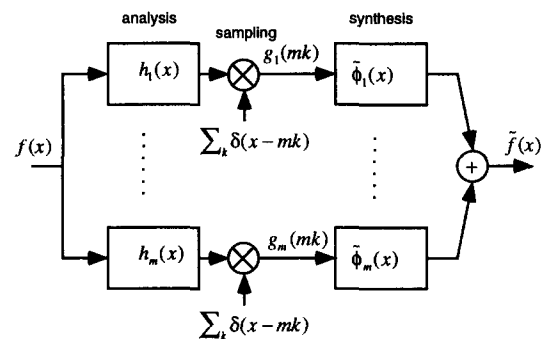 analysis
sampling
synthesis
h₁(x)
g₁(mk)
φ̃₁(x)
∑ₖ δ(x − mk)
f(x)
f̃(x)
+
hₘ(x)
gₘ(mk)
φ̃ₘ(x)
∑ₖ δ(x − mk)